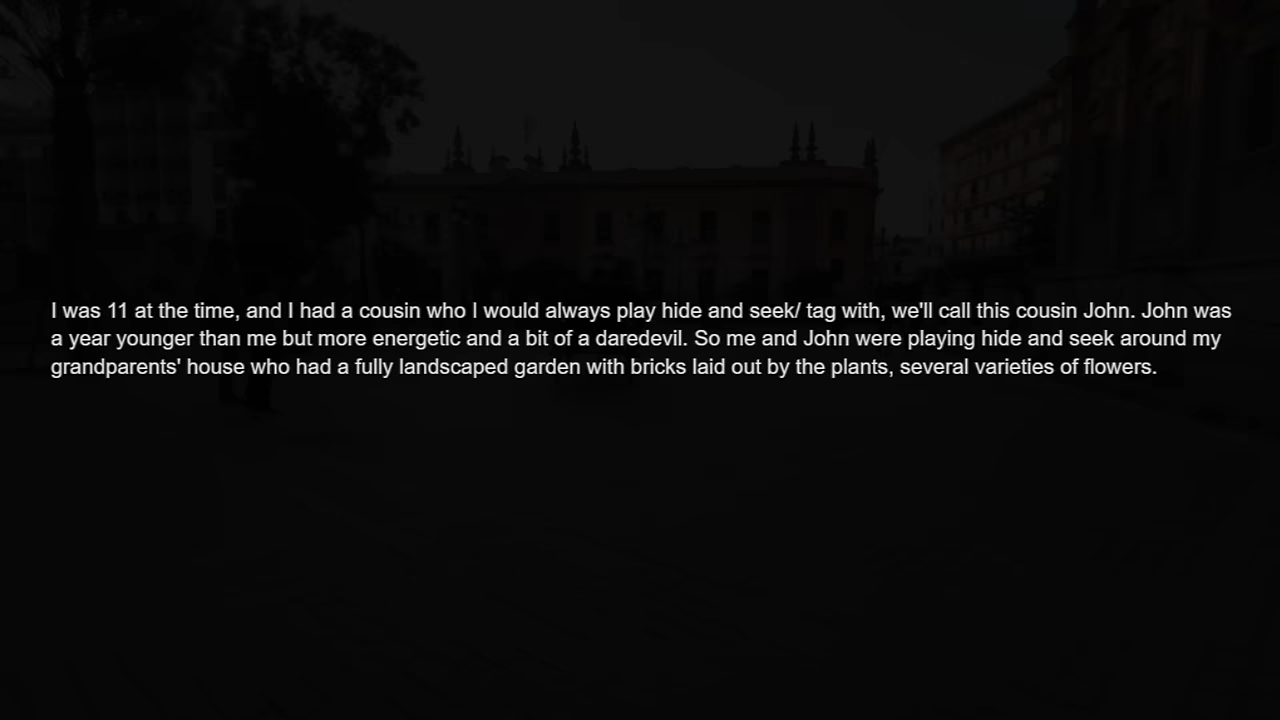 I was 11 at the time, and I had a cousin who I would always play hide and seek/ tag with, we'll call this cousin John. John was
a year younger than me but more energetic and a bit of a daredevil. So me and John were playing hide and seek around my
grandparents' house who had a fully landscaped garden with bricks laid out by the plants, several varieties of flowers.